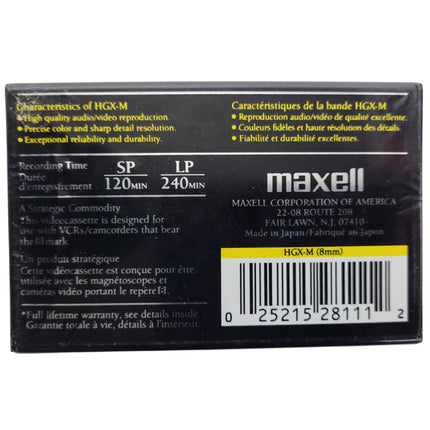 Characteristics of HGX-M
• High quality audio/video reproduction.
• Precise color and sharp detail resolution.
• Exceptional reliability and durability.
Caractéristiques de la bande HGX-M
• Reproduction audio/vidéo de qualité excellente.
• Couleurs fidèles et haute résolution des détails.
• Fiabilité et durabilité excellentes.
Recording Time SP LP
Durée
d'enregistrement 120MIN 240MIN
A Strategic Commodity
This videocassette is designed for
use with VCRs/camcorders that bear
the 8 mark.
Un produit stratégique
Cette vidéocassette est conçue pour être
utilisée avec les magnétoscopes et
caméras vidéo portant le repère 8.
*Full lifetime warranty, see details inside
Garantie totale à vie, détails à l'intérieur.
maxell
MAXELL CORPORATION OF AMERICA
22-08 ROUTE 208
FAIR LAWN, N.J. 07410
Made in Japan/Fabriqué au Japon
HGX-M (8mm)
0 25215 28111 2